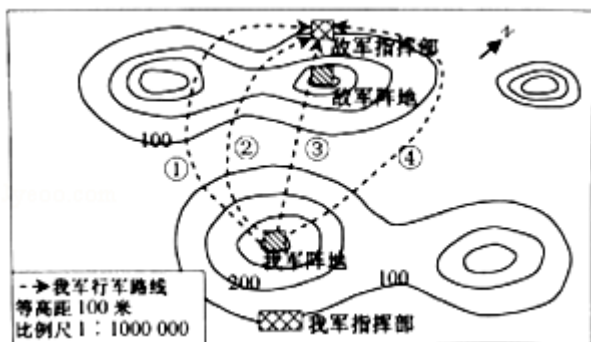 N
敌军指挥部
敌军阵地
100
①
②
③
④
我军阵地
200
100
我军行军路线
等高距 100 米
比例尺 1∶1000 000
我军指挥部